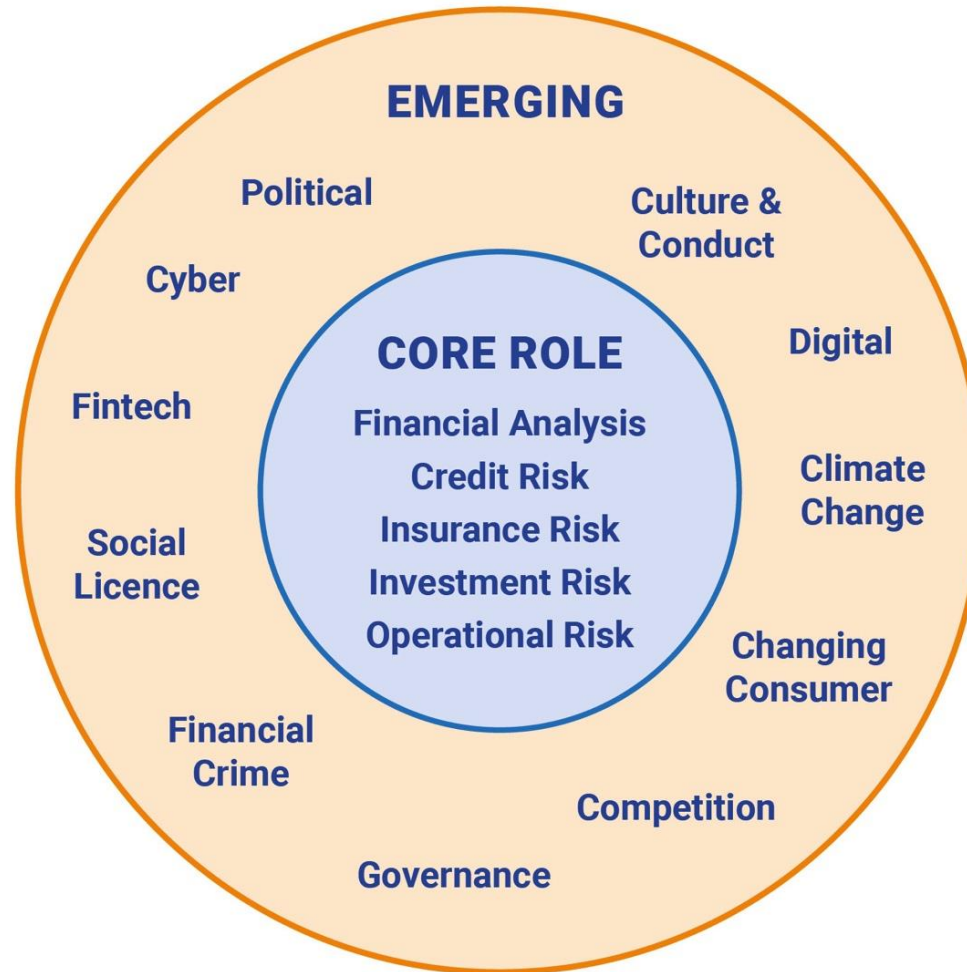 EMERGING
Political
Culture &
Conduct
Cyber
Digital
CORE ROLE
Financial Analysis
Credit Risk
Insurance Risk
Investment Risk
Operational Risk
Fintech
Climate
Change
Social
Licence
Changing
Consumer
Financial
Crime
Competition
Governance